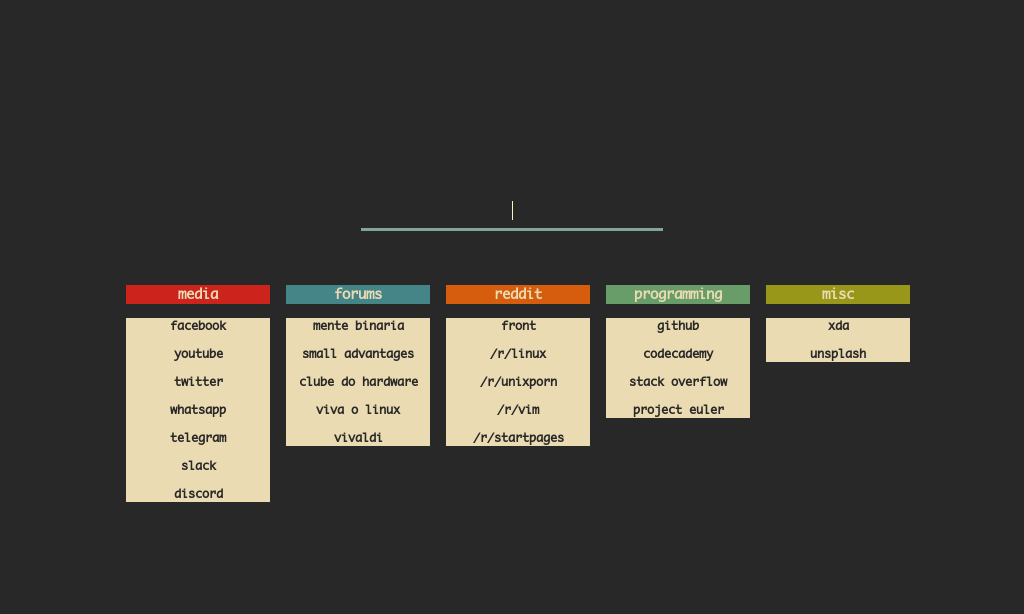 media
facebook
youtube
twitter
whatsapp
telegram
slack
discord
forums
mente binaria
small advantages
clube do hardware
viva o linux
vivaldi
reddit
front
/r/linux
/r/unixporn
/r/vim
/r/startpages
programming
github
codecademy
stack overflow
project euler
misc
xda
unsplash